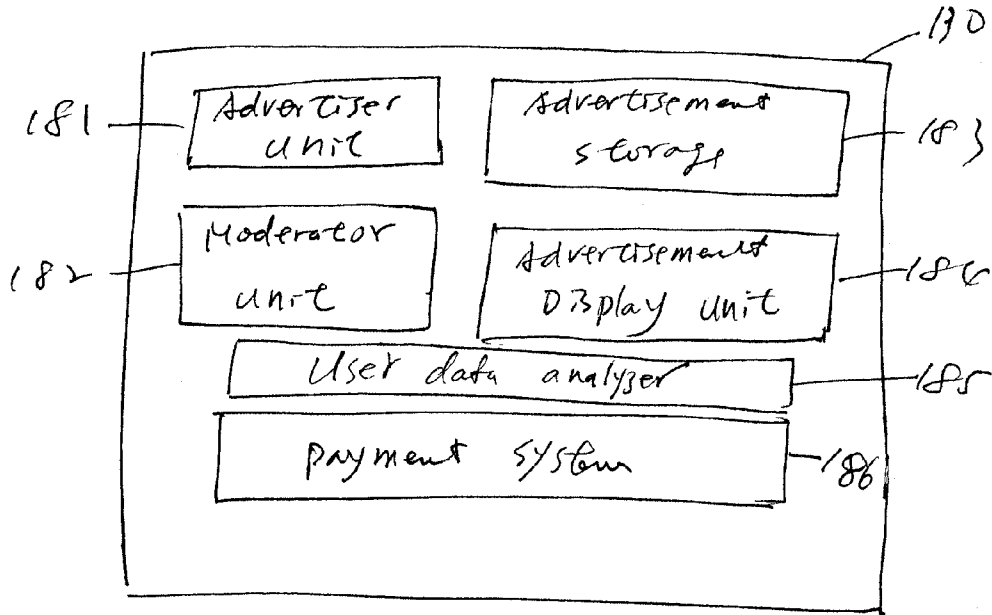 130
181
Advertiser
unit
Advertisement
storage
183
182
Moderator
unit
Advertisement
Display unit
184
User data analyzer
185
payment system
186